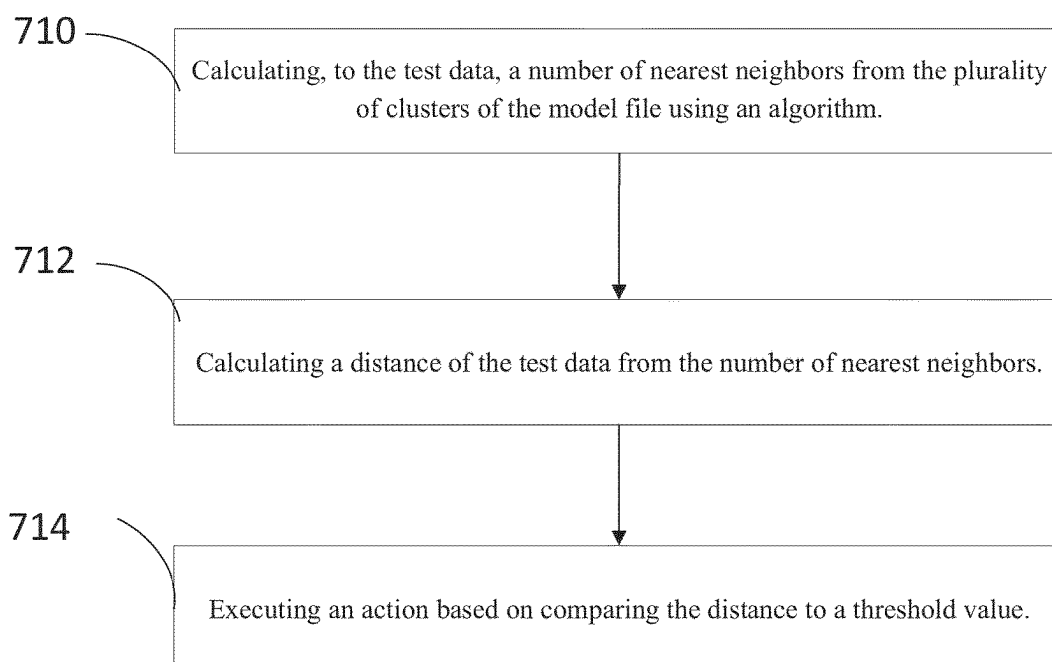 710
Calculating, to the test data, a number of nearest neighbors from the plurality
of clusters of the model file using an algorithm.
712
Calculating a distance of the test data from the number of nearest neighbors.
714
Executing an action based on comparing the distance to a threshold value.